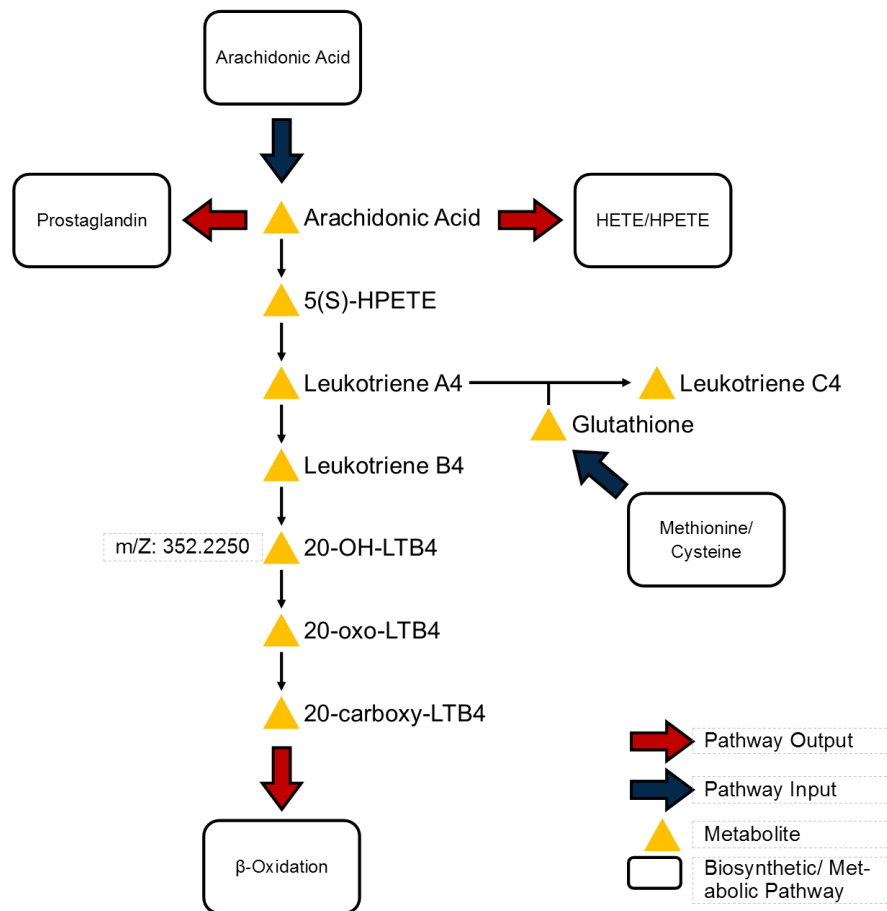 Arachidonic Acid
Prostaglandin
Arachidonic Acid
HETE/HPETE
5(S)-HPETE
Leukotriene A4
Leukotriene C4
Glutathione
Leukotriene B4
Methionine/
Cysteine
m/Z: 352.2250
20-OH-LTB4
20-oxo-LTB4
20-carboxy-LTB4
β-Oxidation
Pathway Output
Pathway Input
Metabolite
Biosynthetic/ Met-
abolic Pathway